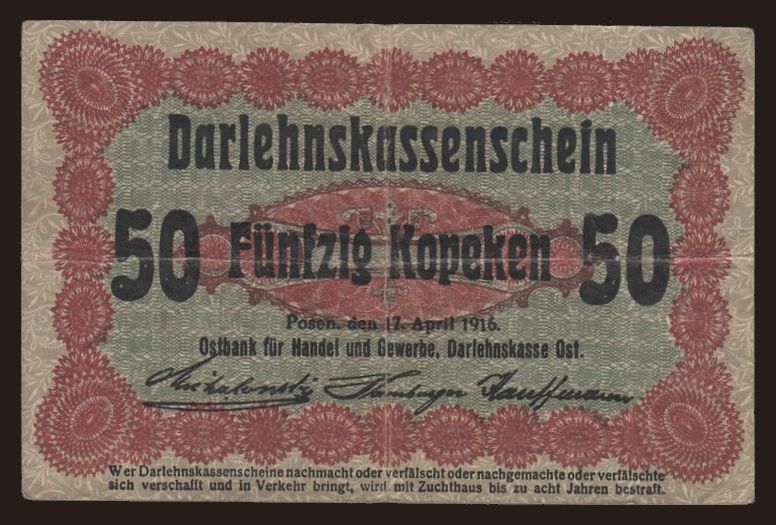 Darlehnskassenschein
50 Fünfzig Kopeken 50
Posen, den 17. April 1916.
Ostbank für Handel und Gewerbe, Darlehnskasse Ost.
Hamburger Kauffmann
Wer Darlehnskassenscheine nachmacht oder verfälscht oder nachgemachte oder verfälschte
sich verschafft und in Verkehr bringt, wird mit Zuchthaus bis zu acht Jahren bestraft.